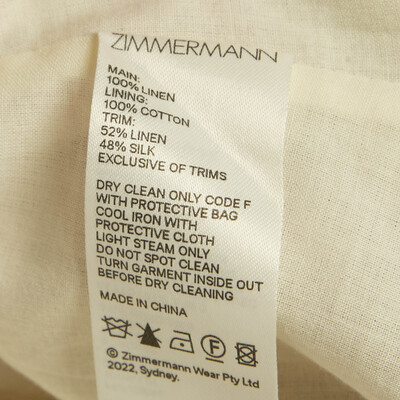 ZIMMERMANN
MAIN:
100% LINEN
LINING:
100% COTTON
TRIM:
52% LINEN
48% SILK
EXCLUSIVE OF TRIMS
DRY CLEAN ONLY CODE F
WITH PROTECTIVE BAG
COOL IRON WITH
PROTECTIVE CLOTH
LIGHT STEAM ONLY
DO NOT SPOT CLEAN
TURN GARMENT INSIDE OUT
BEFORE DRY CLEANING
MADE IN CHINA
F
© Zimmermann Wear Pty Ltd
2022, Sydney.